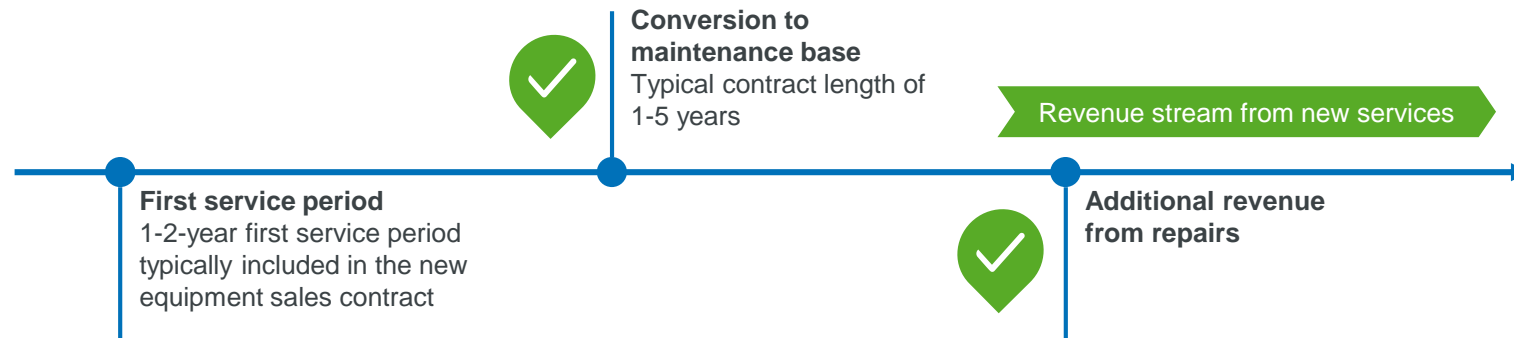 Conversion to
maintenance base
Typical contract length of
1-5 years
Revenue stream from new services
First service period
1-2-year first service period
typically included in the new
equipment sales contract
Additional revenue
from repairs